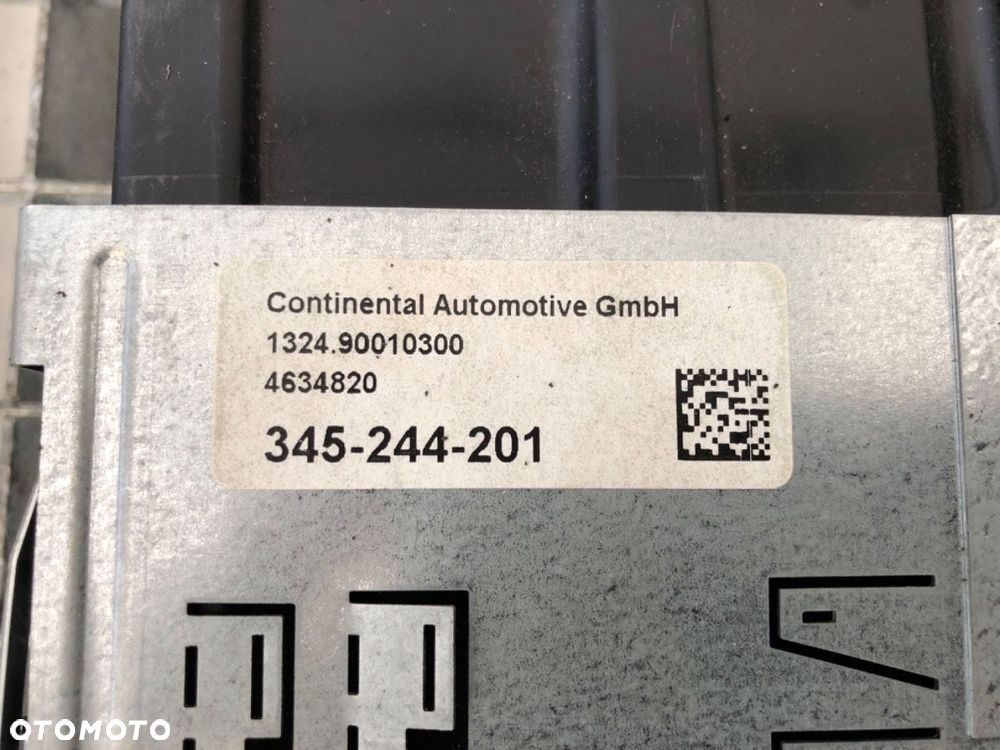 Continental Automotive GmbH
1324.90010300
4634820
345-244-201
OTOMOTO